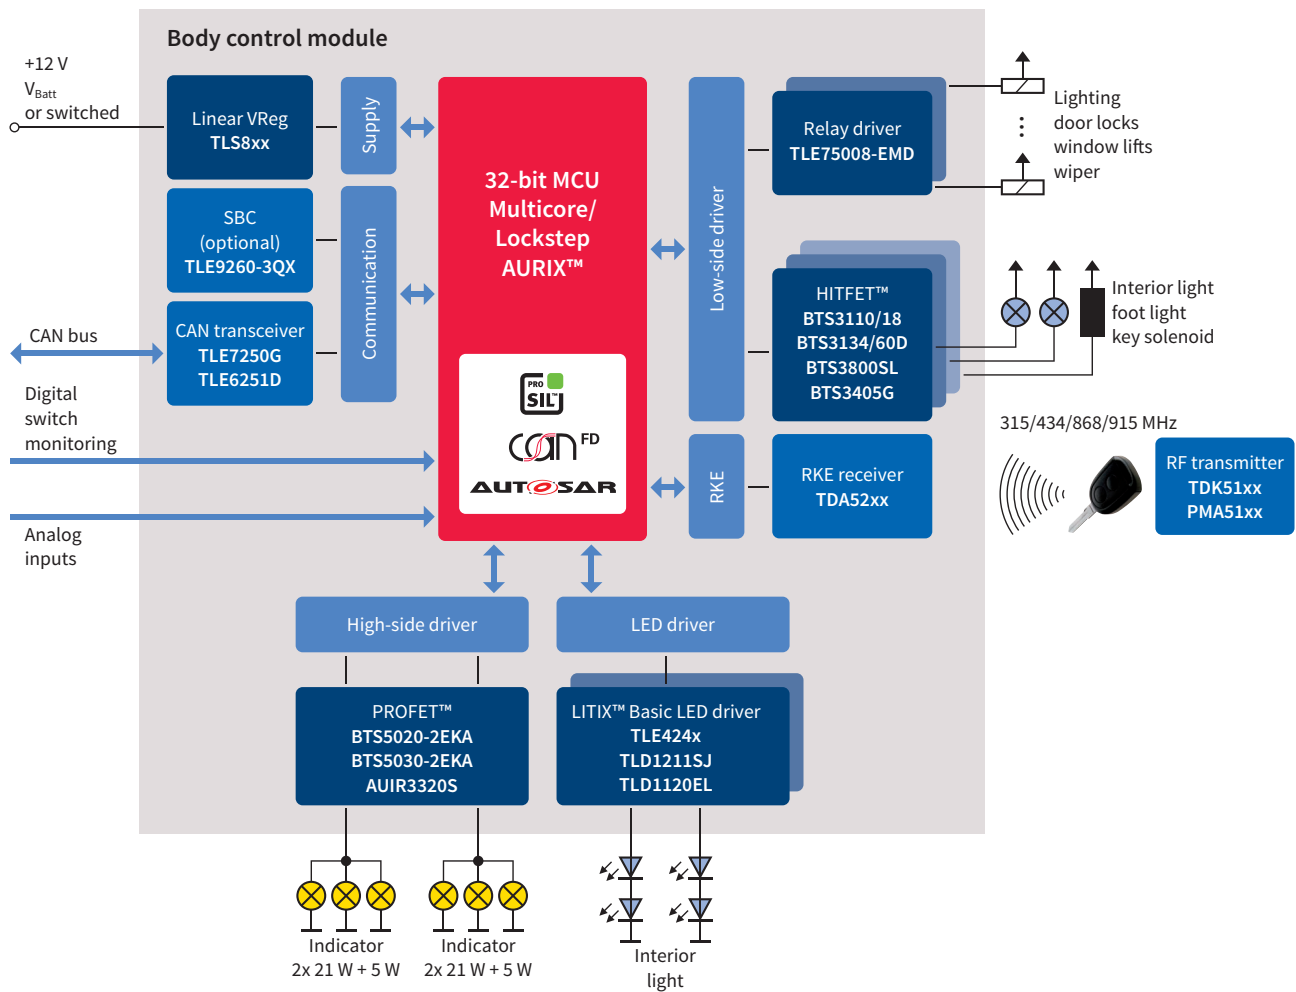 Body control module
+12 V
VBatt
or switched
Linear VReg
TLS8xx
Supply
SBC
(optional)
TLE9260-3QX
Communication
CAN bus
CAN transceiver
TLE7250G
TLE6251D
Digital
switch
monitoring
Analog
inputs
32-bit MCU
Multicore/
Lockstep
AURIX™
PRO
SIL™
CAN FD
AUTOSAR
Low-side driver
Relay driver
TLE75008-EMD
Lighting
door locks
window lifts
wiper
HITFET™
BTS3110/18
BTS3134/60D
BTS3800SL
BTS3405G
Interior light
foot light
key solenoid
RKE
RKE receiver
TDA52xx
315/434/868/915 MHz
RF transmitter
TDK51xx
PMA51xx
High-side driver
LED driver
PROFET™
BTS5020-2EKA
BTS5030-2EKA
AUIR3320S
LITIX™ Basic LED driver
TLE424x
TLD1211SJ
TLD1120EL
Indicator
2x 21 W + 5 W
Indicator
2x 21 W + 5 W
Interior
light